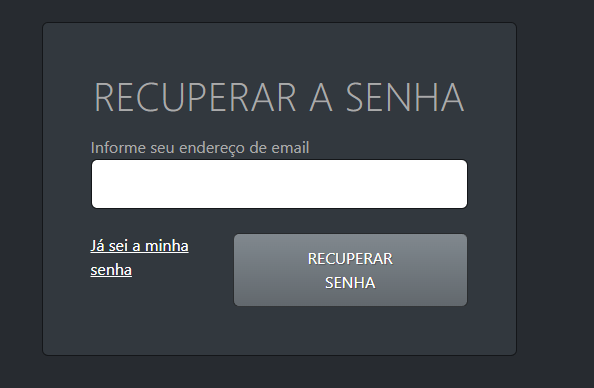 RECUPERAR A SENHA
Informe seu endereço de email
Já sei a minha
senha
RECUPERAR
SENHA